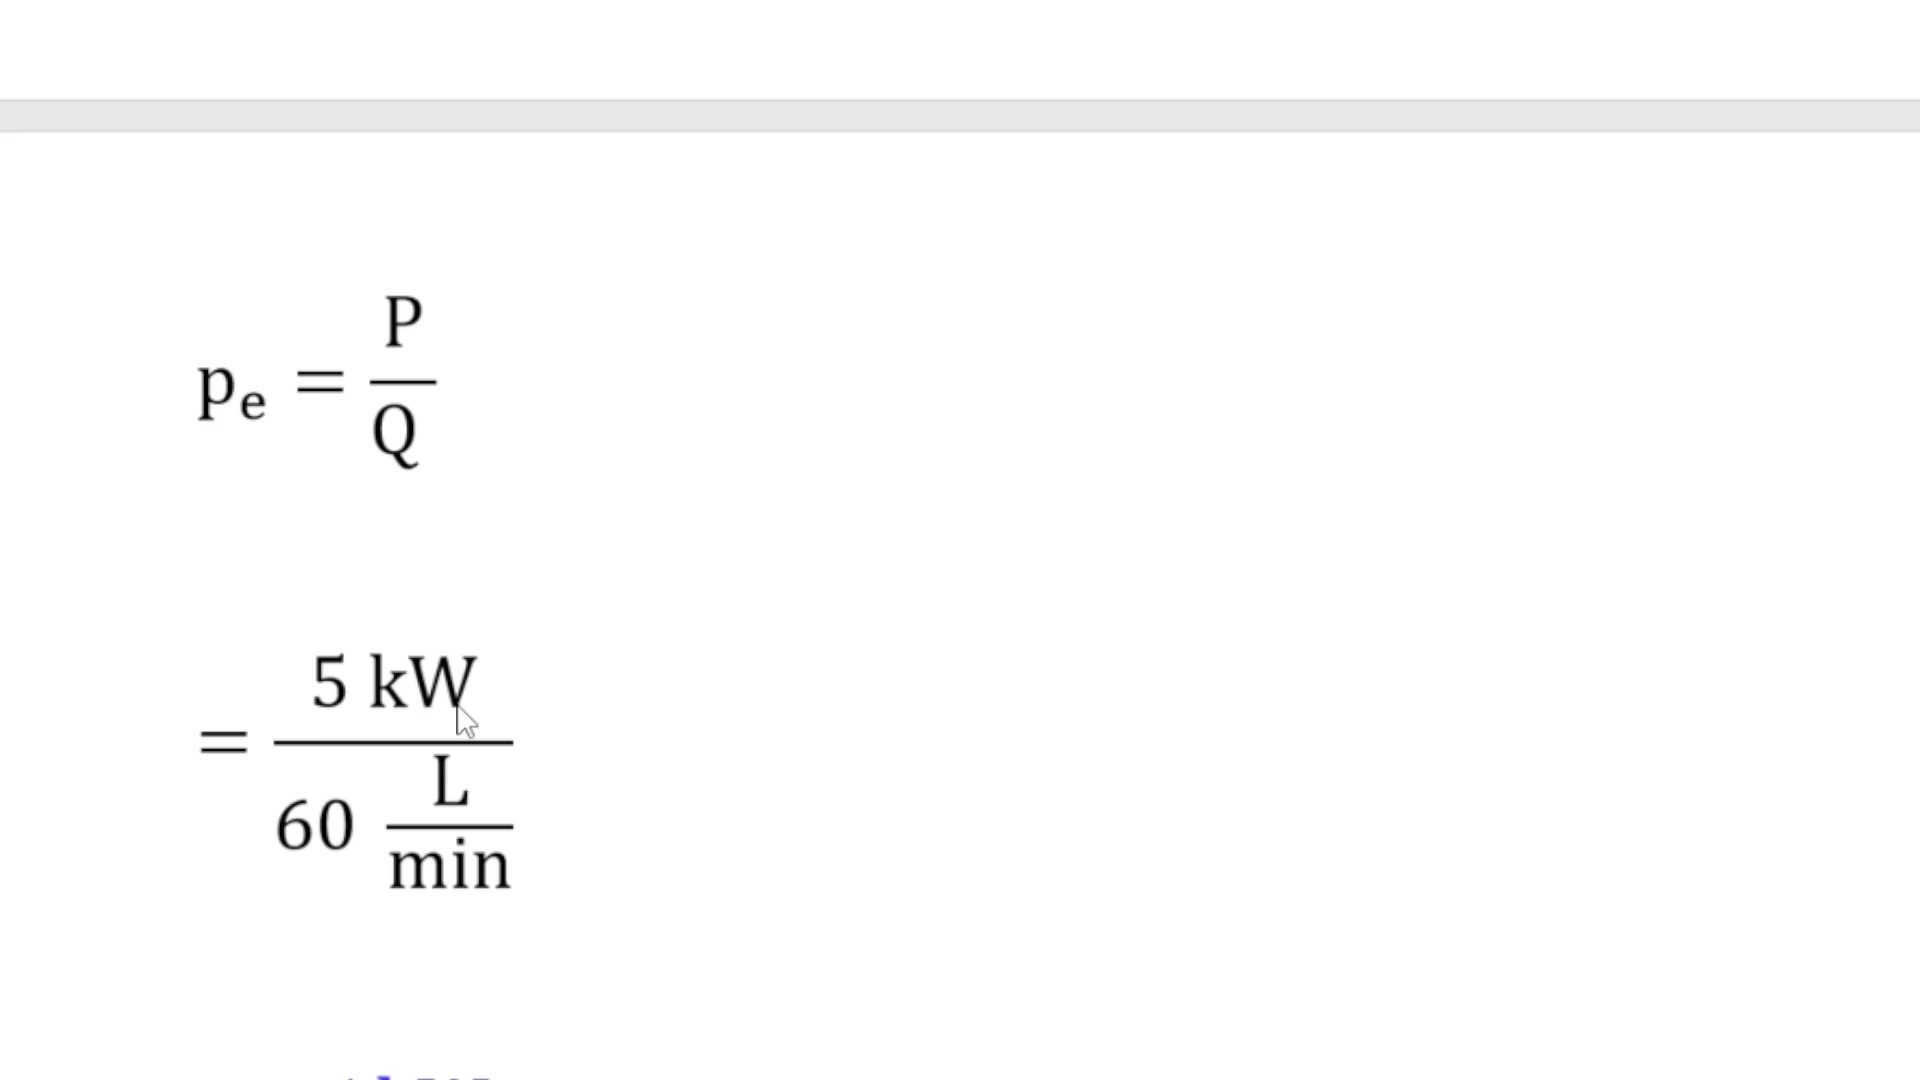 pₑ = P/Q
= 5 kW / 60 L/min